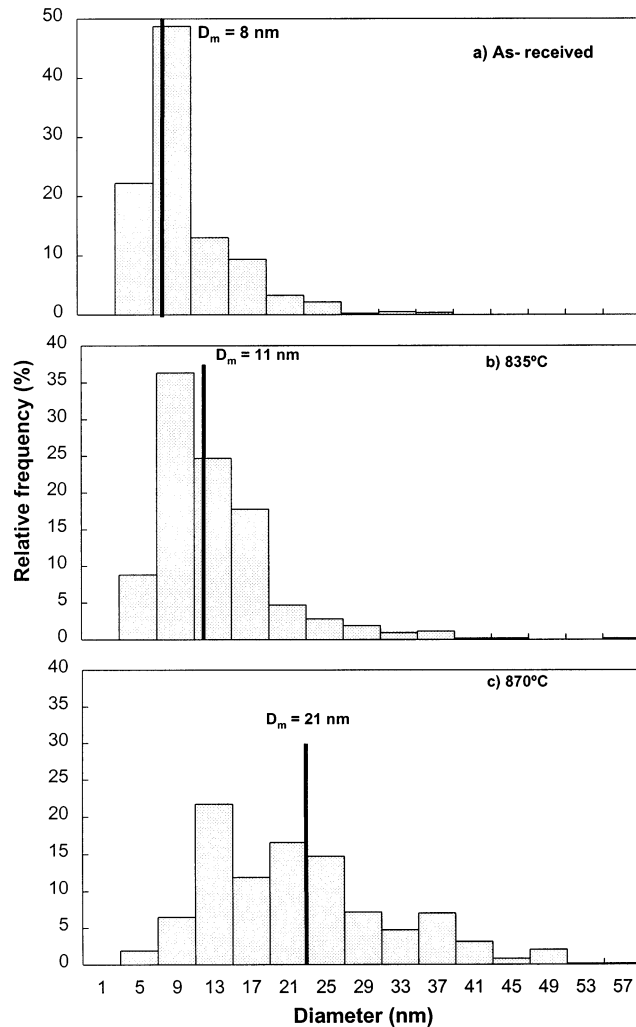 50
D_m = 8 nm
a) As- received
40
30
20
10
0
40
D_m = 11 nm
b) 835ºC
35
30
25
20
15
10
5
0
Relative frequency (%)
40
c) 870ºC
35
D_m = 21 nm
30
25
20
15
10
5
0
1 5 9 13 17 21 25 29 33 37 41 45 49 53 57
Diameter (nm)